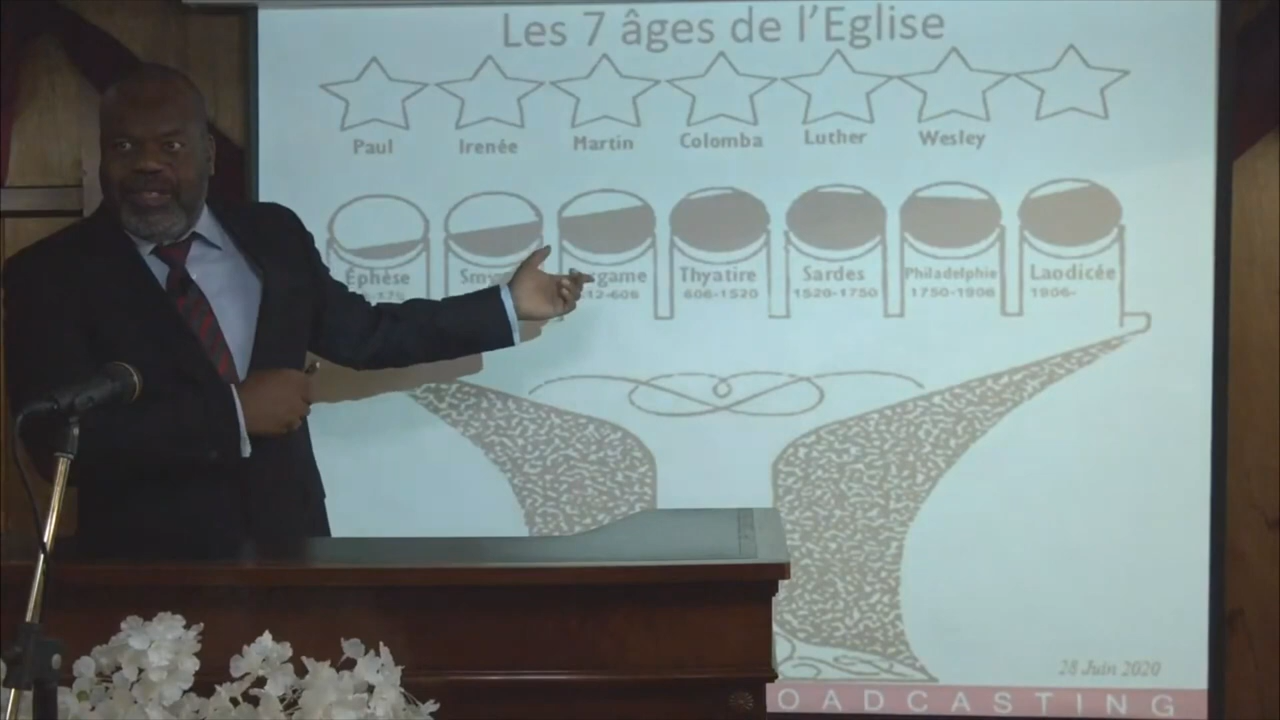 Les 7 âges de l'Eglise
Paul Irenée Martin Colomba Luther Wesley
Éphèse Thyatire Sardes Philadelphie Laodicée
606-1520 1520-1750 1750-1906 1906-
28 Juin 2020
OADCASTING